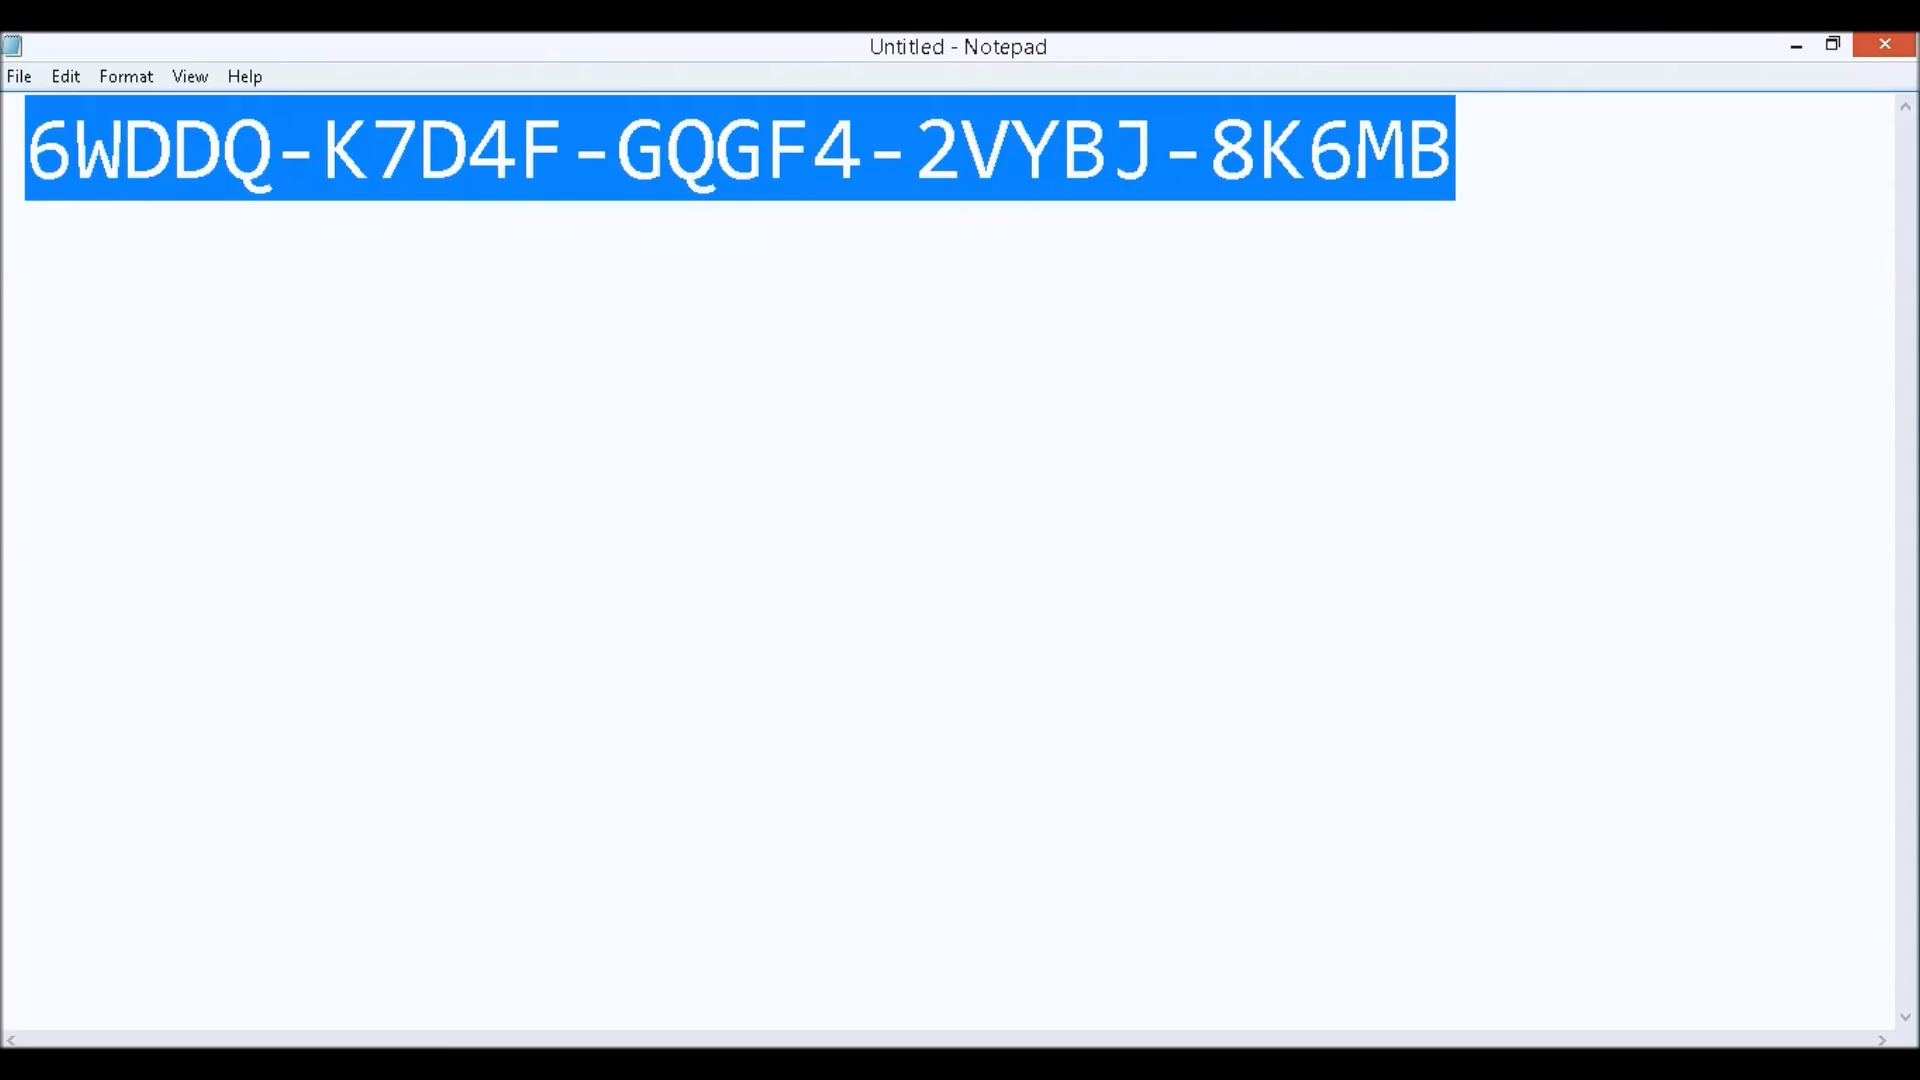 Untitled - Notepad
File Edit Format View Help
6WDDQ-K7D4F-GQGF4-2VYBJ-8K6MB